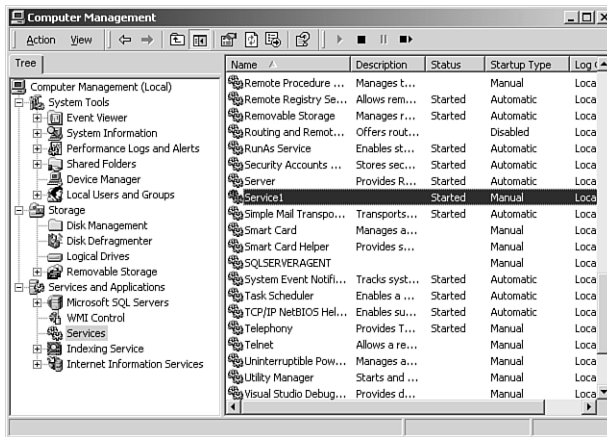 Computer Management
Action View
Tree
Computer Management (Local)
System Tools
Event Viewer
System Information
Performance Logs and Alerts
Shared Folders
Device Manager
Local Users and Groups
Storage
Disk Management
Disk Defragmenter
Logical Drives
Removable Storage
Services and Applications
Microsoft SQL Servers
WMI Control
Services
Indexing Service
Internet Information Services
Name Description Status Startup Type Log
Remote Procedure ... Manages t... Manual Loca
Remote Registry Se... Allows rem... Started Automatic Loca
Removable Storage Manages r... Started Automatic Loca
Routing and Remot... Offers rout... Disabled Loca
RunAs Service Enables st... Started Automatic Loca
Security Accounts ... Stores sec... Started Automatic Loca
Server Provides R... Started Automatic Loca
Service1 Started Manual Loca
Simple Mail Transpo... Transports... Started Automatic Loca
Smart Card Manages a... Manual Loca
Smart Card Helper Provides s... Manual Loca
SQLSERVERAGENT Manual Loca
System Event Notifi... Tracks syst... Started Automatic Loca
Task Scheduler Enables a ... Started Automatic Loca
TCP/IP NetBIOS Hel... Enables su... Started Automatic Loca
Telephony Provides T... Started Manual Loca
Telnet Allows a re... Manual Loca
Uninterruptible Pow... Manages a... Manual Loca
Utility Manager Starts and ... Manual Loca
Visual Studio Debug... Provides d... Manual Loca